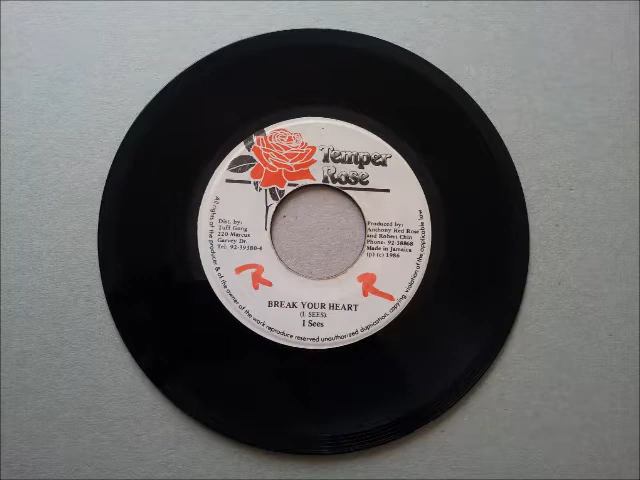 Temper
Rose
Dist. by:
Tuff Gong
220 Marcus
Garvey Dr.
Tel: 92-39380-4
Produced by:
Anthony Red Rose
and Robert Chin
Phone- 92-38868
Made in Jamaica
(p) (c) 1986
R
R
BREAK YOUR HEART
(I. SEES)
I Sees
All rights of the producer & of the owner of the work reproduced reserved unauthorized duplication, copying violation of the applicable law